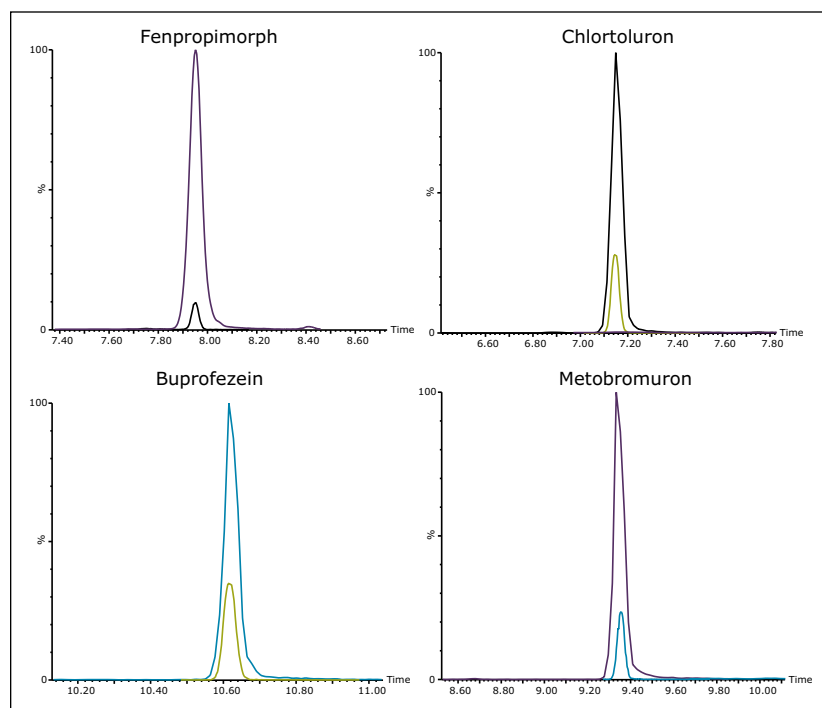 Fenpropimorph
100
%
0
7.40 7.60 7.80 8.00 8.20 8.40 8.60 Time
Chlortoluron
100
%
0
6.60 6.80 7.00 7.20 7.40 7.60 7.80 Time
Buprofezein
100
%
0
10.20 10.40 10.60 10.80 11.00 Time
Metobromuron
100
%
0
8.60 8.80 9.00 9.20 9.40 9.60 9.80 10.00 Time